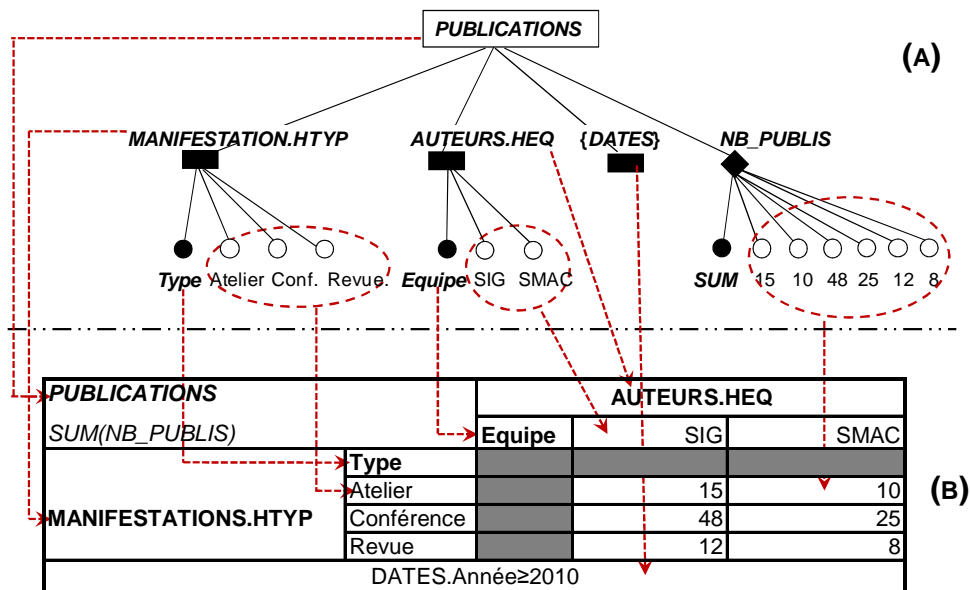 PUBLICATIONS
(A)
MANIFESTATION.HTYP AUTEURS.HEQ {DATES} NB_PUBLIS
Type Atelier Conf. Revue. Equipe SIG SMAC SUM 15 10 48 25 12 8
PUBLICATIONS AUTEURS.HEQ
SUM(NB_PUBLIS) Equipe SIG SMAC
Type
Atelier 15 10
(B)
MANIFESTATIONS.HTYP Conférence 48 25
Revue 12 8
DATES.Année≥2010